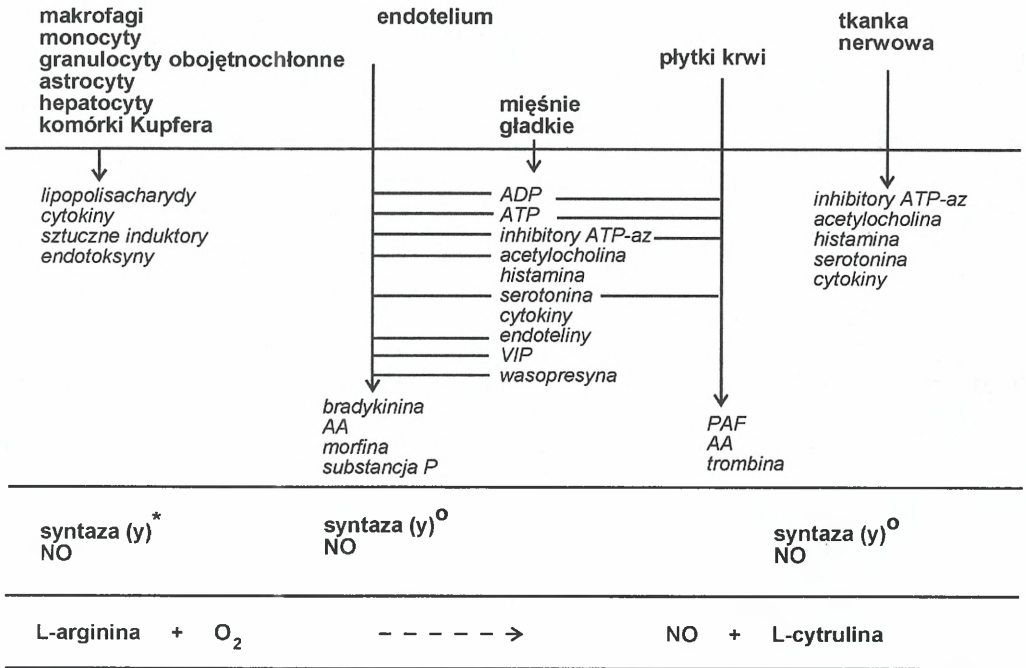 makrofagi
monocyty
granulocyty obojętnochłonne
astrocyty
hepatocyty
komórki Kupfera
endotelium
mięśnie
gładkie
płytki krwi
tkanka
nerwowa
lipopolisacharydy
cytokiny
sztuczne induktory
endotoksyny
ADP
ATP
inhibitory ATP-az
acetylocholina
histamina
serotonina
cytokiny
endoteliny
VIP
wasopresyna
inhibitory ATP-az
acetylocholina
histamina
serotonina
cytokiny
bradykinina
AA
morfina
substancja P
PAF
AA
trombina
syntaza (y)*
NO
syntaza (y)o
NO
syntaza (y)o
NO
L-arginina + O2 - - - - - → NO + L-cytrulina